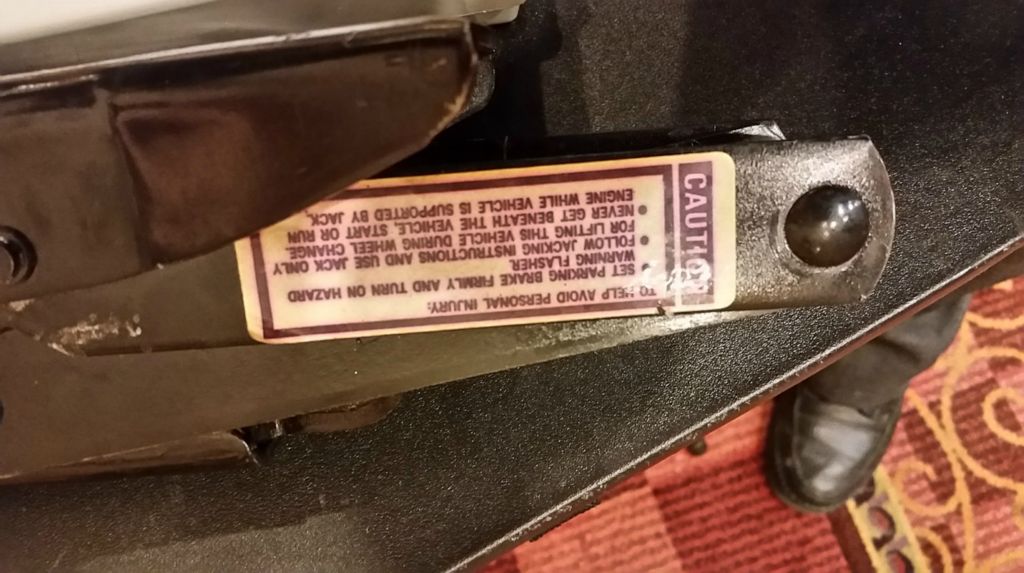 CAUTION
TO HELP AVOID PERSONAL INJURY:
• SET PARKING BRAKE FIRMLY AND TURN ON HAZARD
WARNING FLASHER.
• FOLLOW JACKING INSTRUCTIONS AND USE JACK ONLY
FOR LIFTING THIS VEHICLE DURING WHEEL CHANGE
• NEVER GET BENEATH THE VEHICLE, START OR RUN
ENGINE WHILE VEHICLE IS SUPPORTED BY JACK,